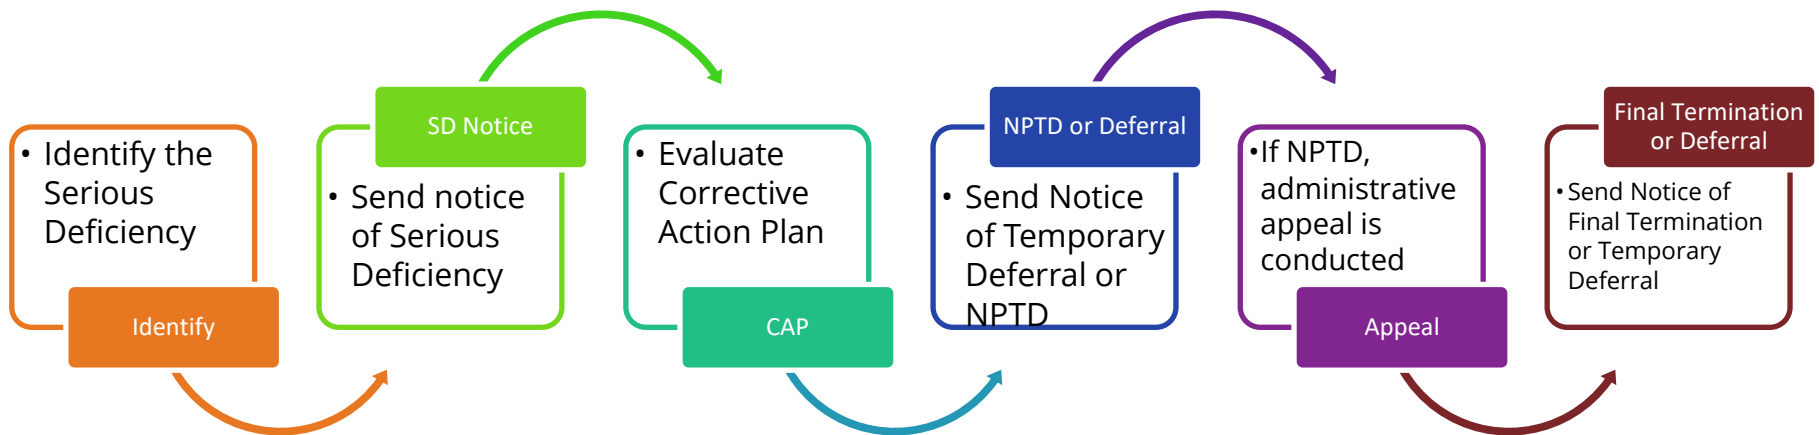 • Identify the
Serious
Deficiency
Identify
SD Notice
• Send notice
of Serious
Deficiency
• Evaluate
Corrective
Action Plan
CAP
NPTD or Deferral
• Send Notice
of Temporary
Deferral or
NPTD
•If NPTD,
administrative
appeal is
conducted
Appeal
Final Termination
or Deferral
• Send Notice of
Final Termination
or Temporary
Deferral